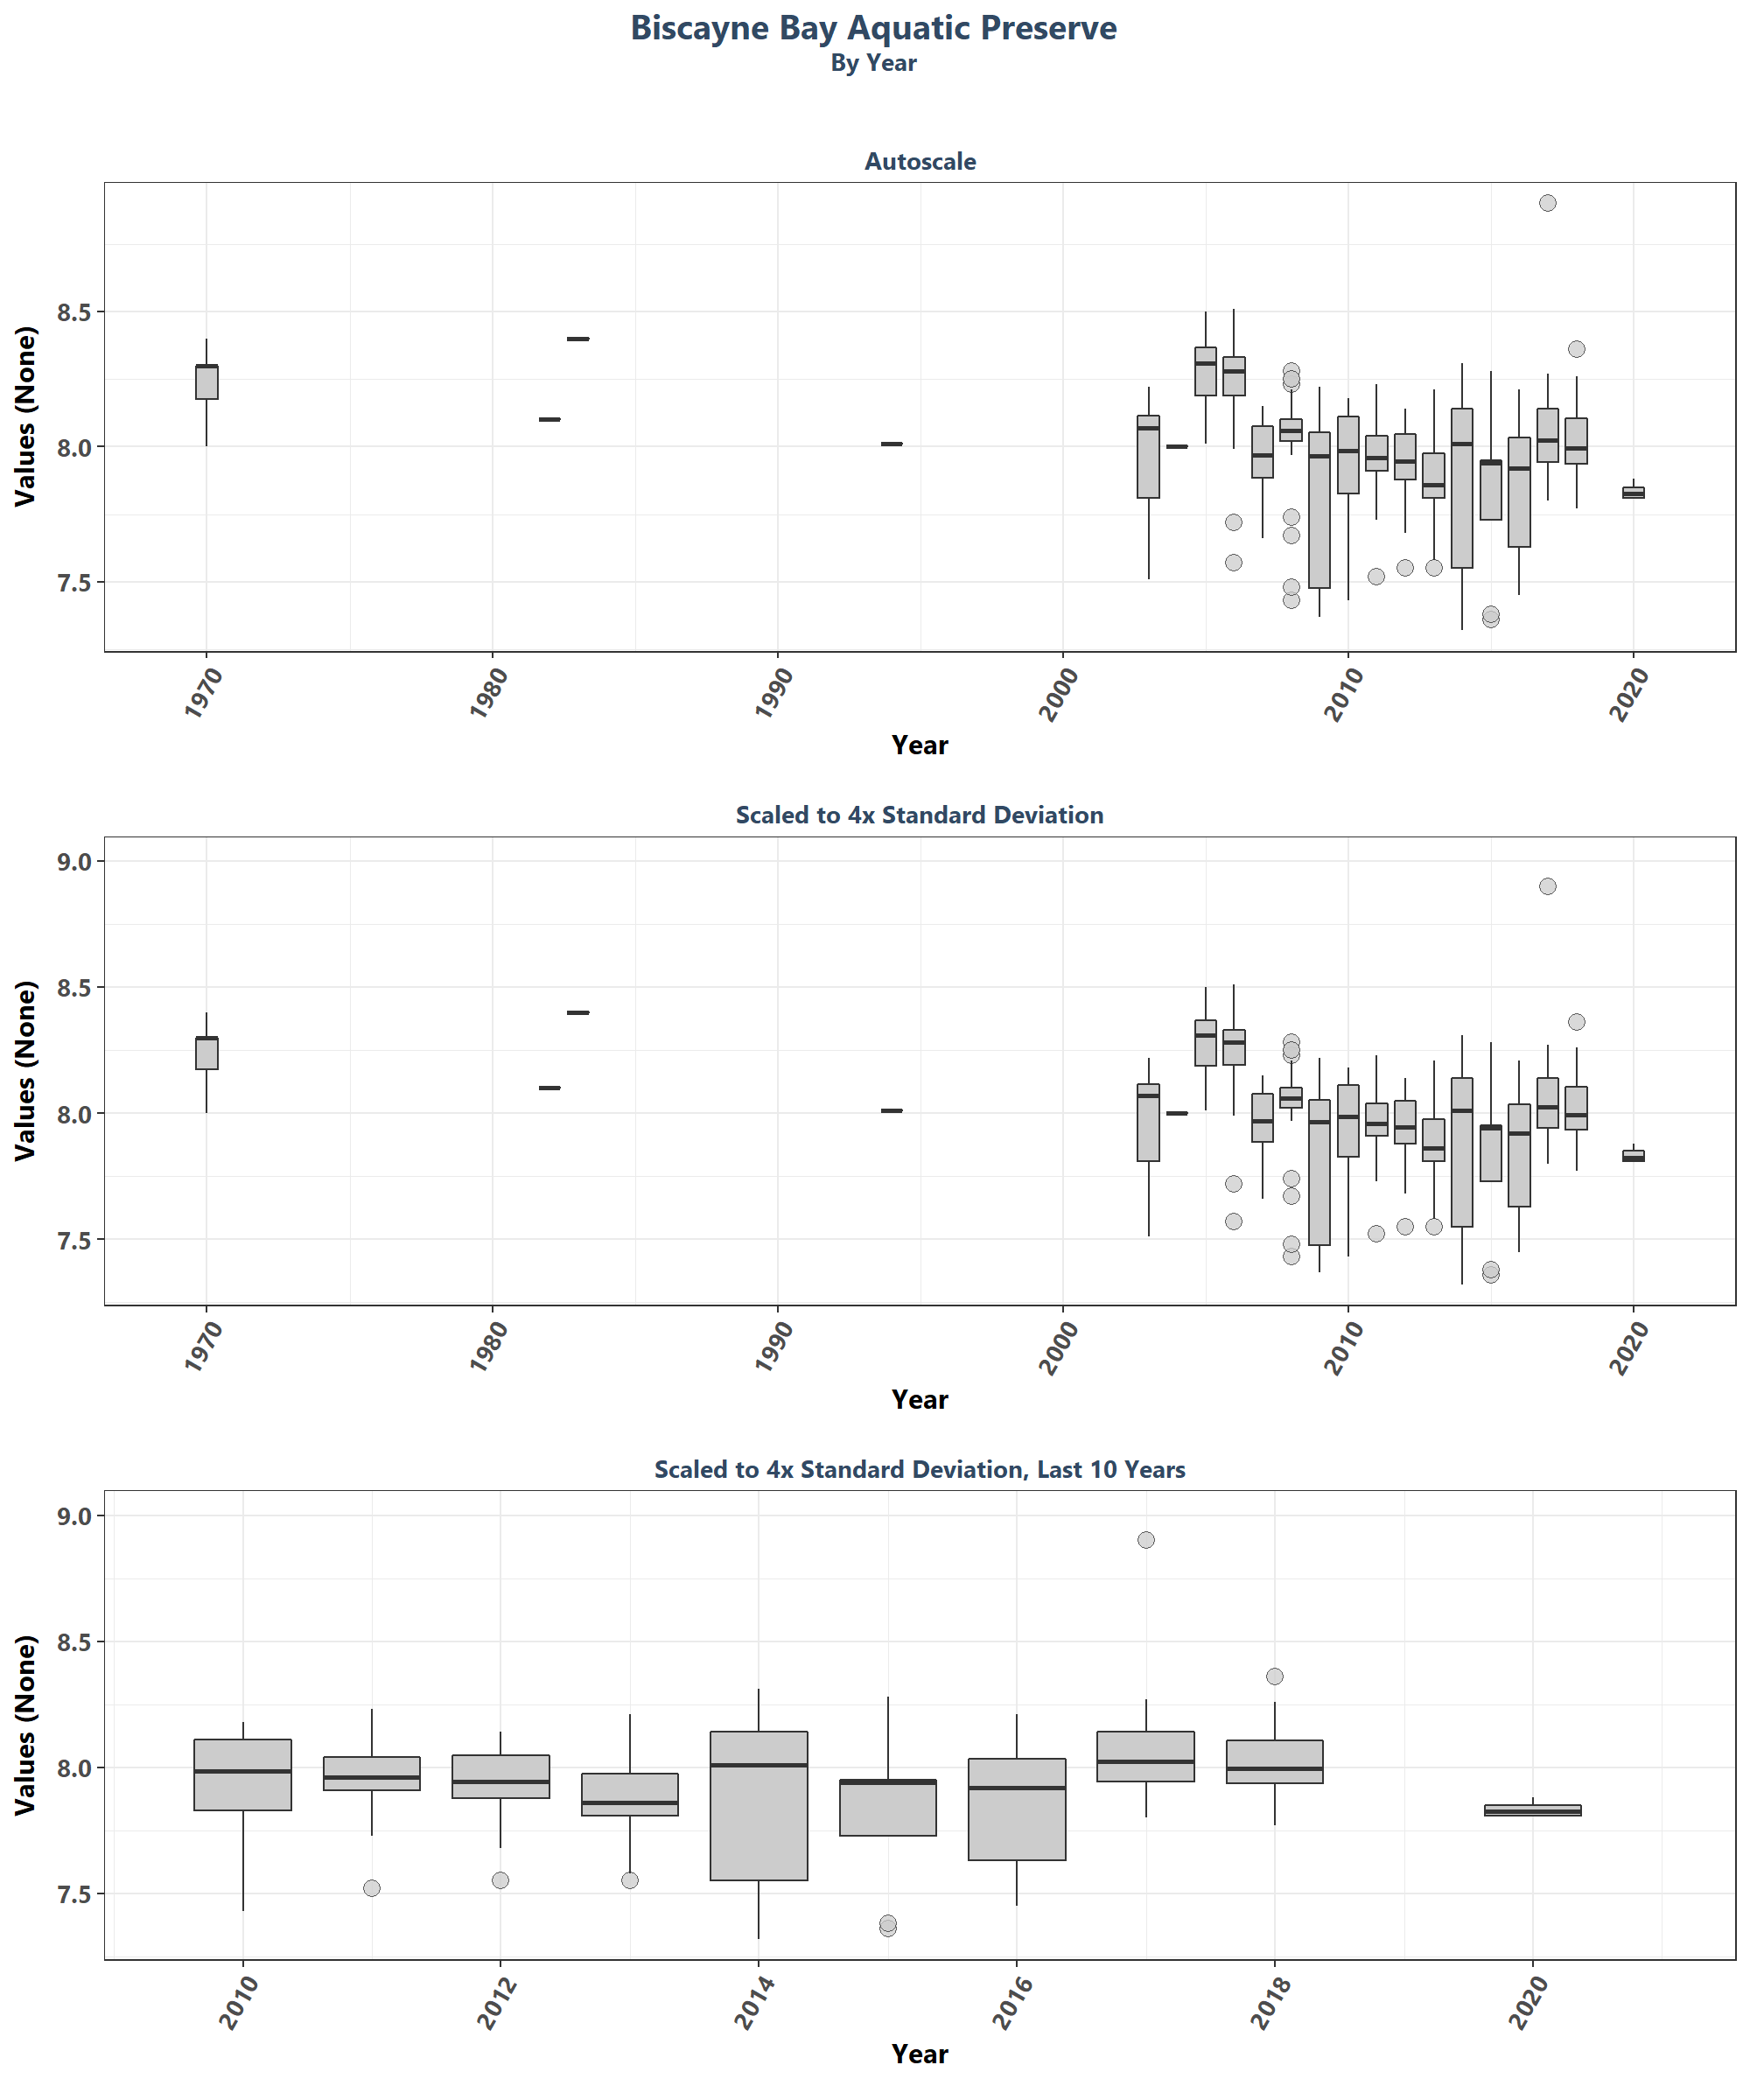 Biscayne Bay Aquatic Preserve
By Year
Autoscale
Values (None)
8.5
8.0
7.5
1970 1980 1990 2000 2010 2020
Year
Scaled to 4x Standard Deviation
Values (None)
9.0
8.5
8.0
7.5
1970 1980 1990 2000 2010 2020
Year
Scaled to 4x Standard Deviation, Last 10 Years
Values (None)
9.0
8.5
8.0
7.5
2010 2012 2014 2016 2018 2020
Year